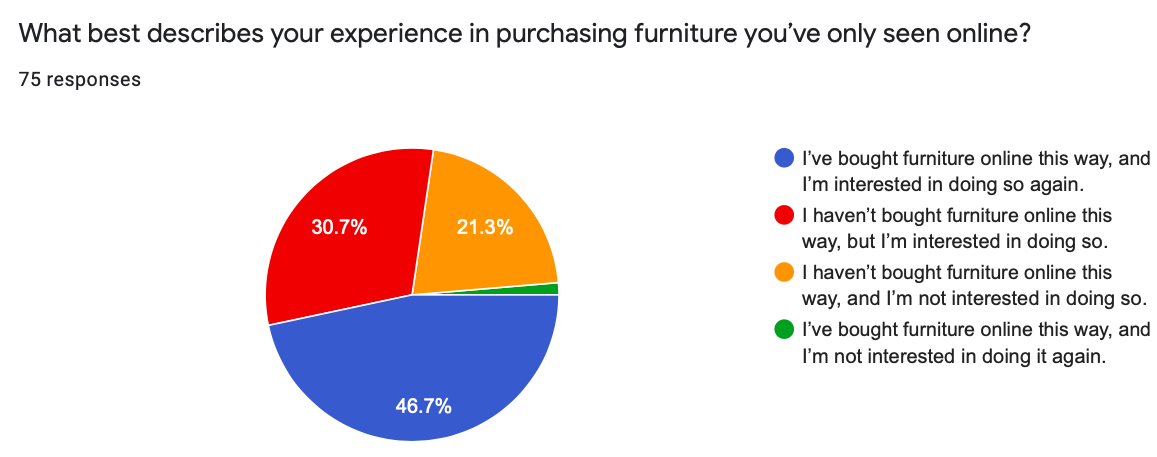 What best describes your experience in purchasing furniture you’ve only seen online?
75 responses
30.7%
21.3%
46.7%
I’ve bought furniture online this way, and
I’m interested in doing so again.
I haven’t bought furniture online this
way, but I’m interested in doing so.
I haven’t bought furniture online this
way, and I’m not interested in doing so.
I’ve bought furniture online this way, and
I’m not interested in doing it again.